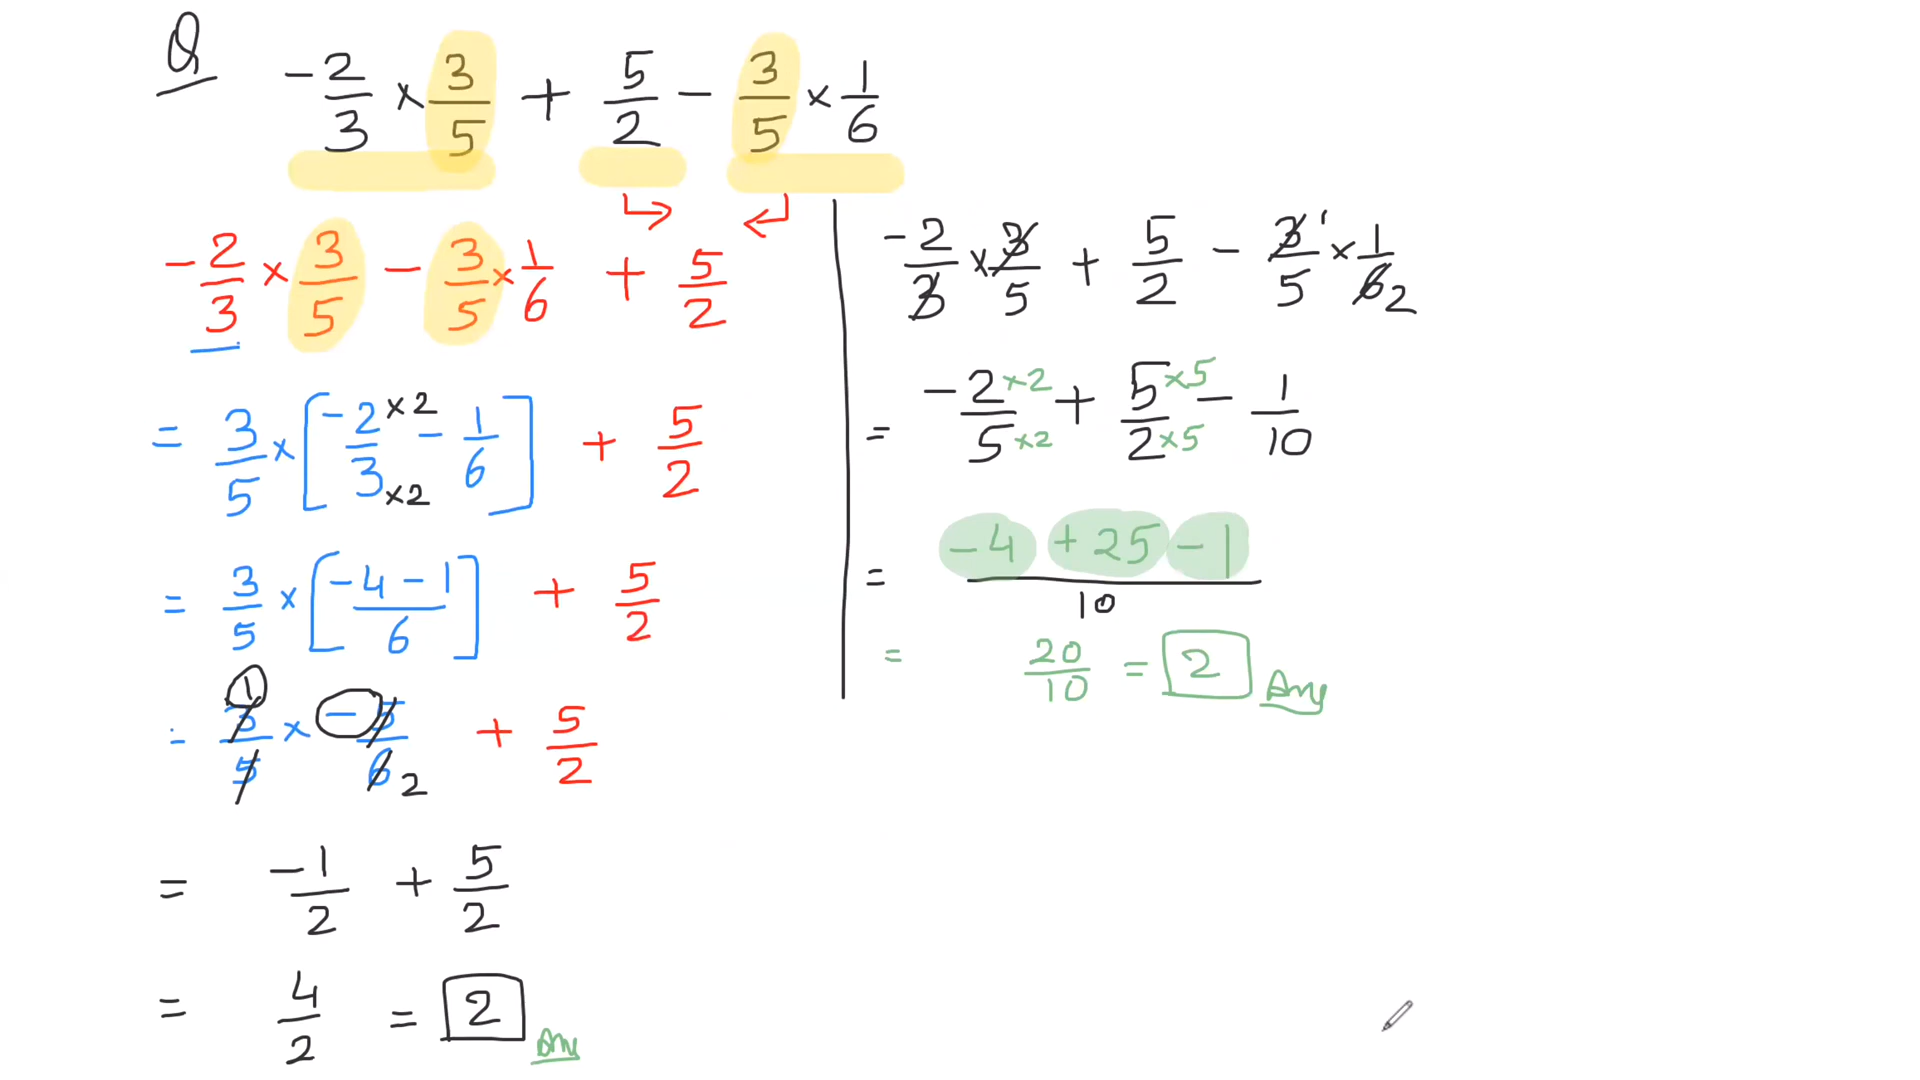 Q -2/3 × 3/5 + 5/2 - 3/5 × 1/6
-2/3 × 3/5 - 3/5 × 1/6 + 5/2
= 3/5 × [-2×2/3×2 - 1/6] + 5/2
= 3/5 × [-4-1/6] + 5/2
= 3 1/5 × -5/6 2 + 5/2
= -1/2 + 5/2
= 4/2 = 2 Ans
-2/3 × 3/5 + 5/2 - 3 1/5 × 1/6 2
= -2×2/5×2 + 5×5/2×5 - 1/10
= -4 +25 -1/10
= 20/10 = 2 Ans